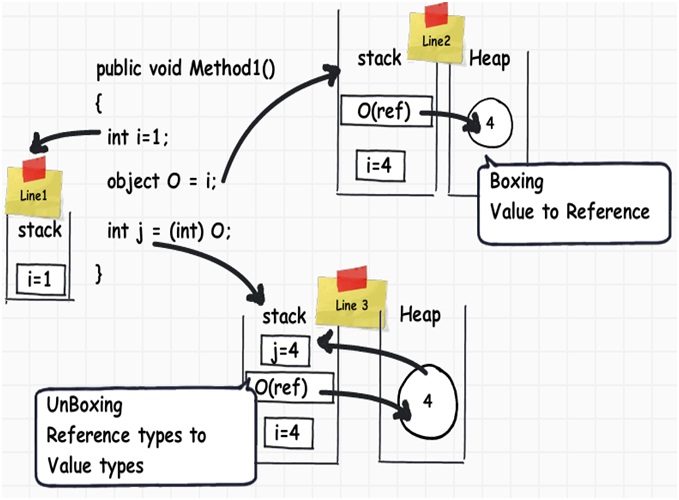 public void Method1()
{
int i=1;
object O = i;
int j = (int) O;
}
Line1
stack
i=1
Line2
stack
Heap
O(ref)
4
i=4
Boxing
Value to Reference
Line 3
stack
Heap
j=4
O(ref)
4
i=4
UnBoxing
Reference types to
Value types